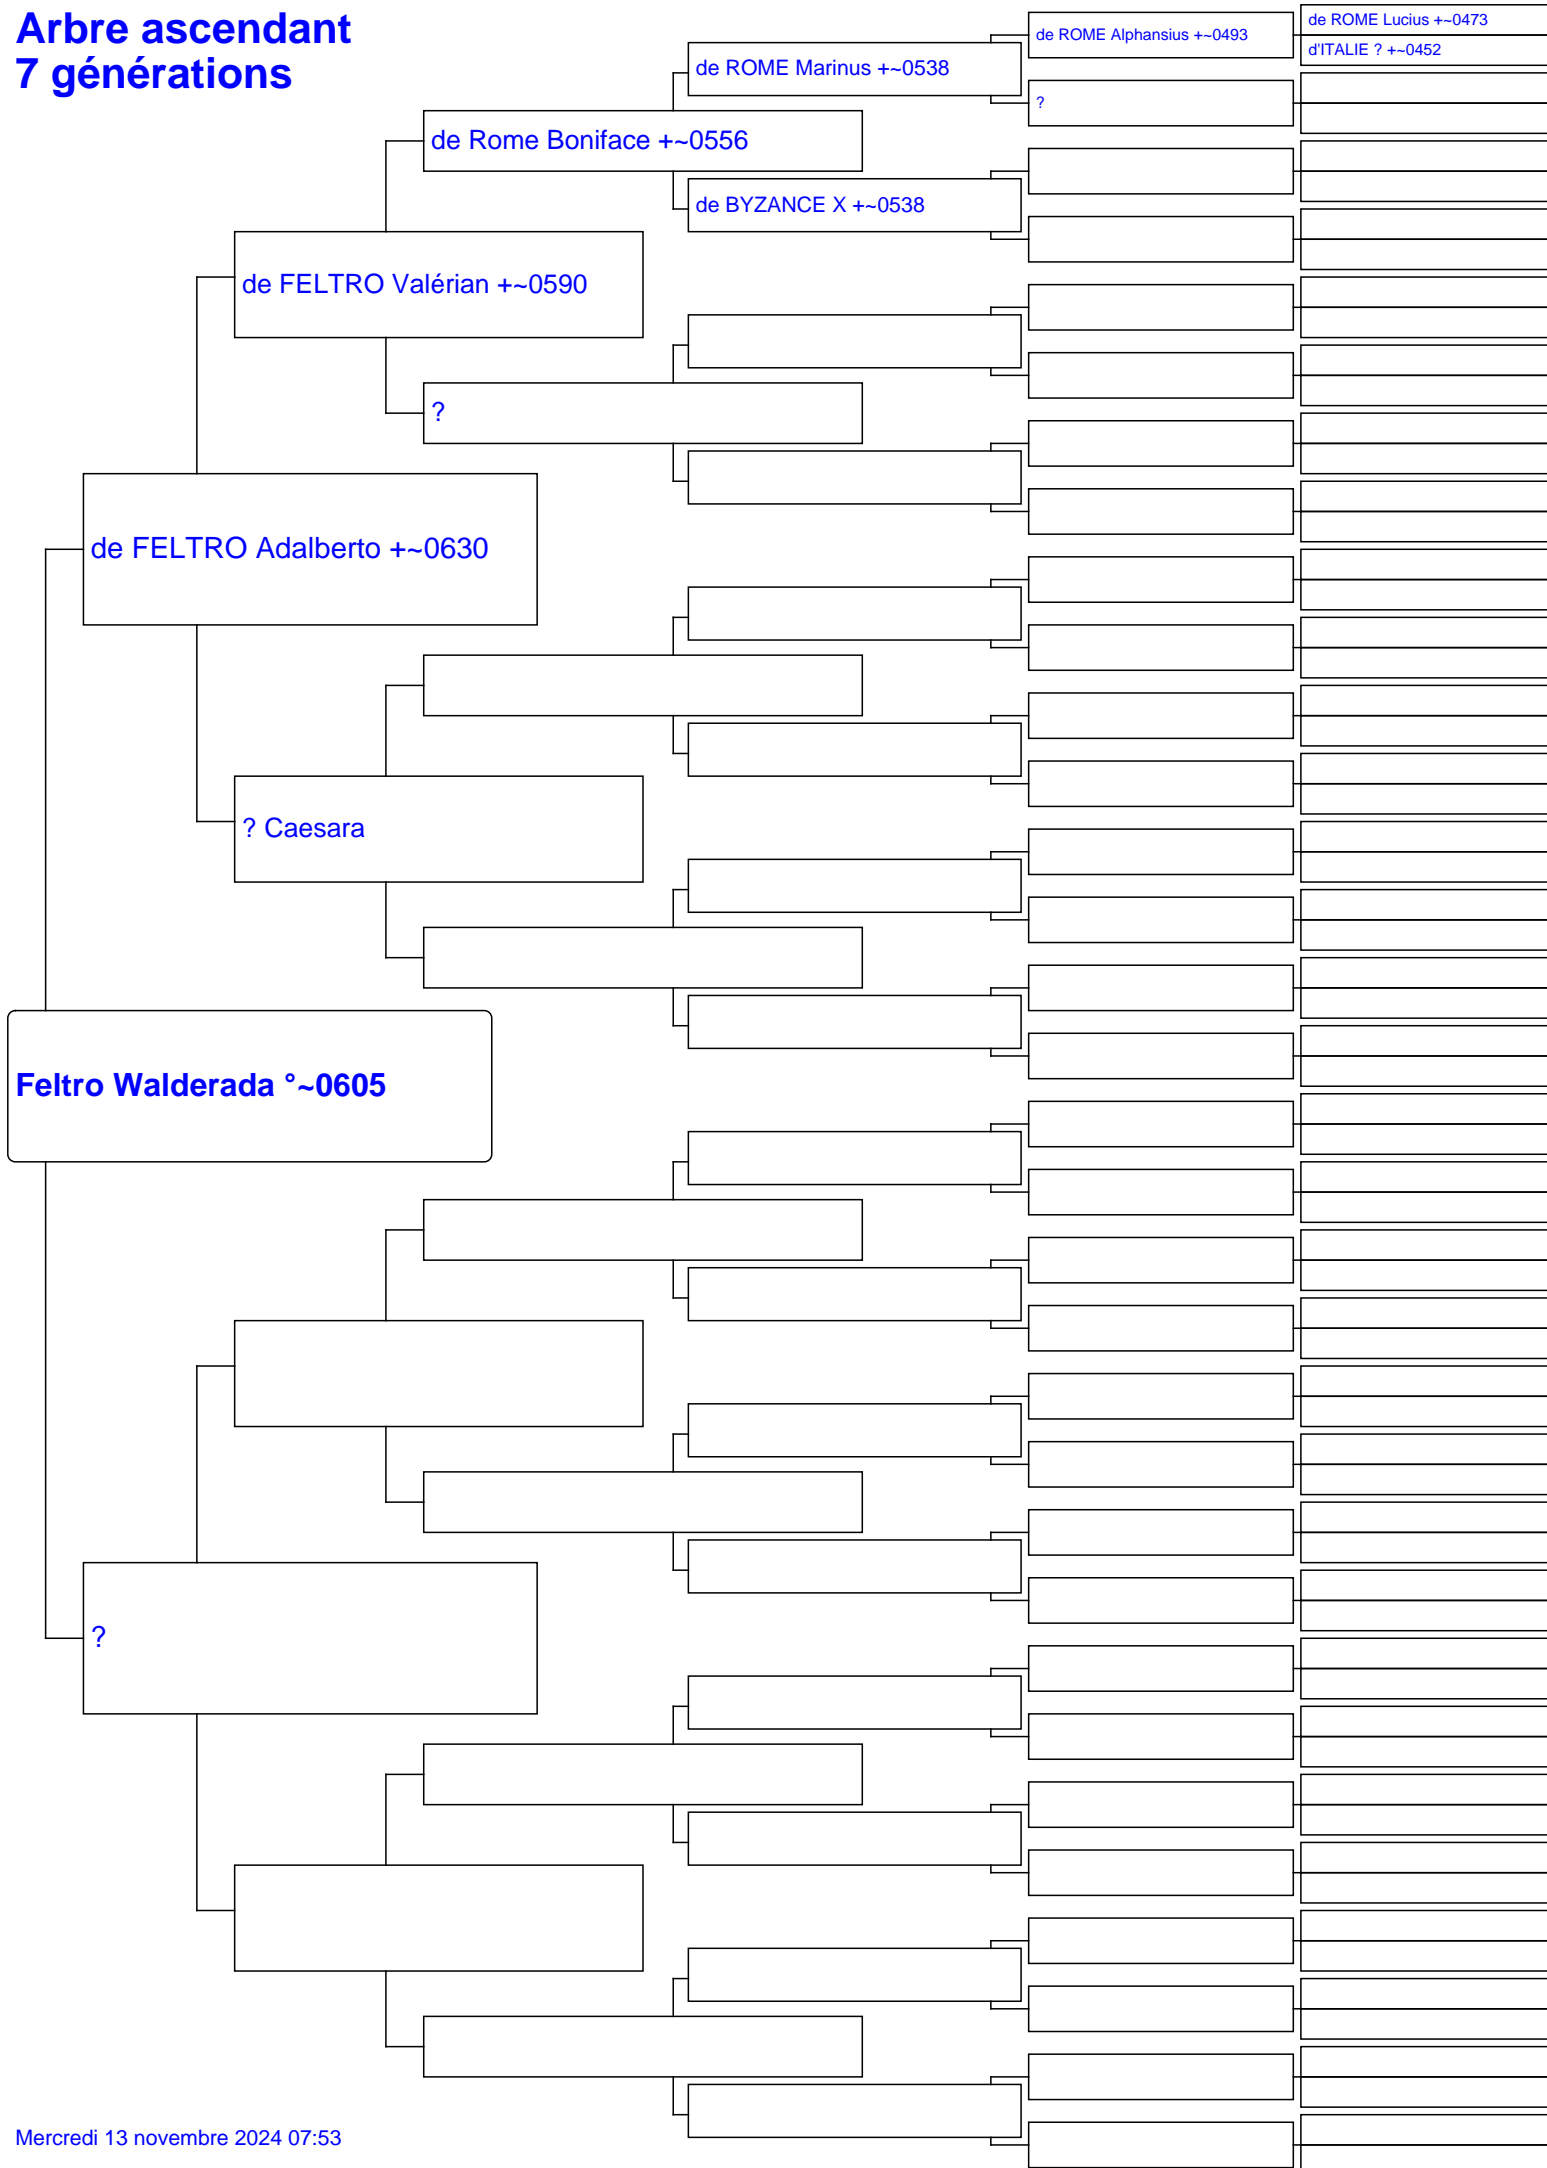 Arbre ascendant
7 générations
de ROME Lucius +~0473
de ROME Alphansius +~0493
d'ITALIE ? +~0452
de ROME Marinus +~0538
?
de Rome Boniface +~0556
de BYZANCE X +~0538
de FELTRO Valérian +~0590
?
de FELTRO Adalberto +~0630
? Caesara
Feltro Walderada °~0605
?
Mercredi 13 novembre 2024 07:53